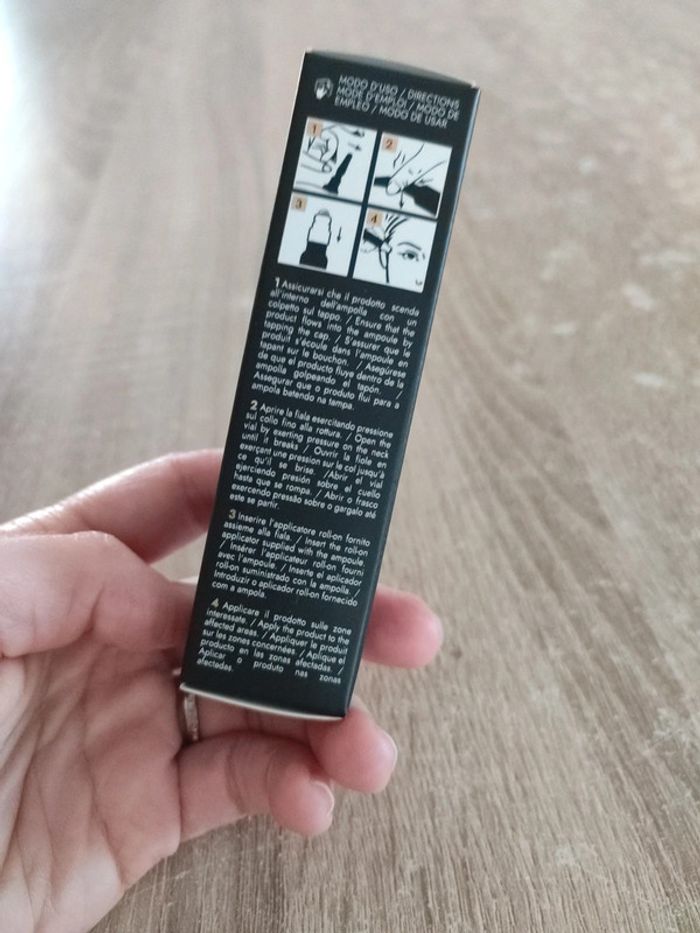 MODO D'USO / DIRECTIONS
MODE D'EMPLOI / MODO DE
EMPLEO / MODO DE USAR
1
2
3
4
1 Assicurarsi che il prodotto scenda
all'interno dell'ampolla con un
colpetto sul tappo. / Ensure that the
product flows into the ampoule by
tapping the cap. / S'assurer que le
produit s'écoule dans l'ampoule en
tapant sur le bouchon. / Asegúrese
de que el producto fluye dentro de la
ampolla golpeando el tapón. /
Assegurar que o produto flui para a
ampola batendo na tampa.
2 Aprire la fiala esercitando pressione
sul collo fino alla rottura. / Open the
vial by exerting pressure on the neck
until it breaks / Ouvrir la fiole en
exerçant une pression sur le col jusqu'à
ce qu'il se brise. /Abrir el vial
ejerciendo presión sobre el cuello
hasta que se rompa. / Abrir o frasco
exercendo pressão sobre o gargalo até
este se partir.
3 Inserire l'applicatore roll-on fornito
assieme alla fiala. / Insert the roll-on
applicator supplied with the ampoule.
/ Insérer l'applicateur roll-on fourni
avec l'ampoule. / Inserte el aplicador
roll-on suministrado con la ampolla. /
Introduzir o aplicador roll-on fornecido
com a ampola.
4 Applicare il prodotto sulle zone
interessate. / Apply the product to the
affected areas. / Appliquer le produit
sur les zones concernées. / Aplique el
producto en las zonas afectadas. /
Aplicar o produto nas zonas
afectadas.